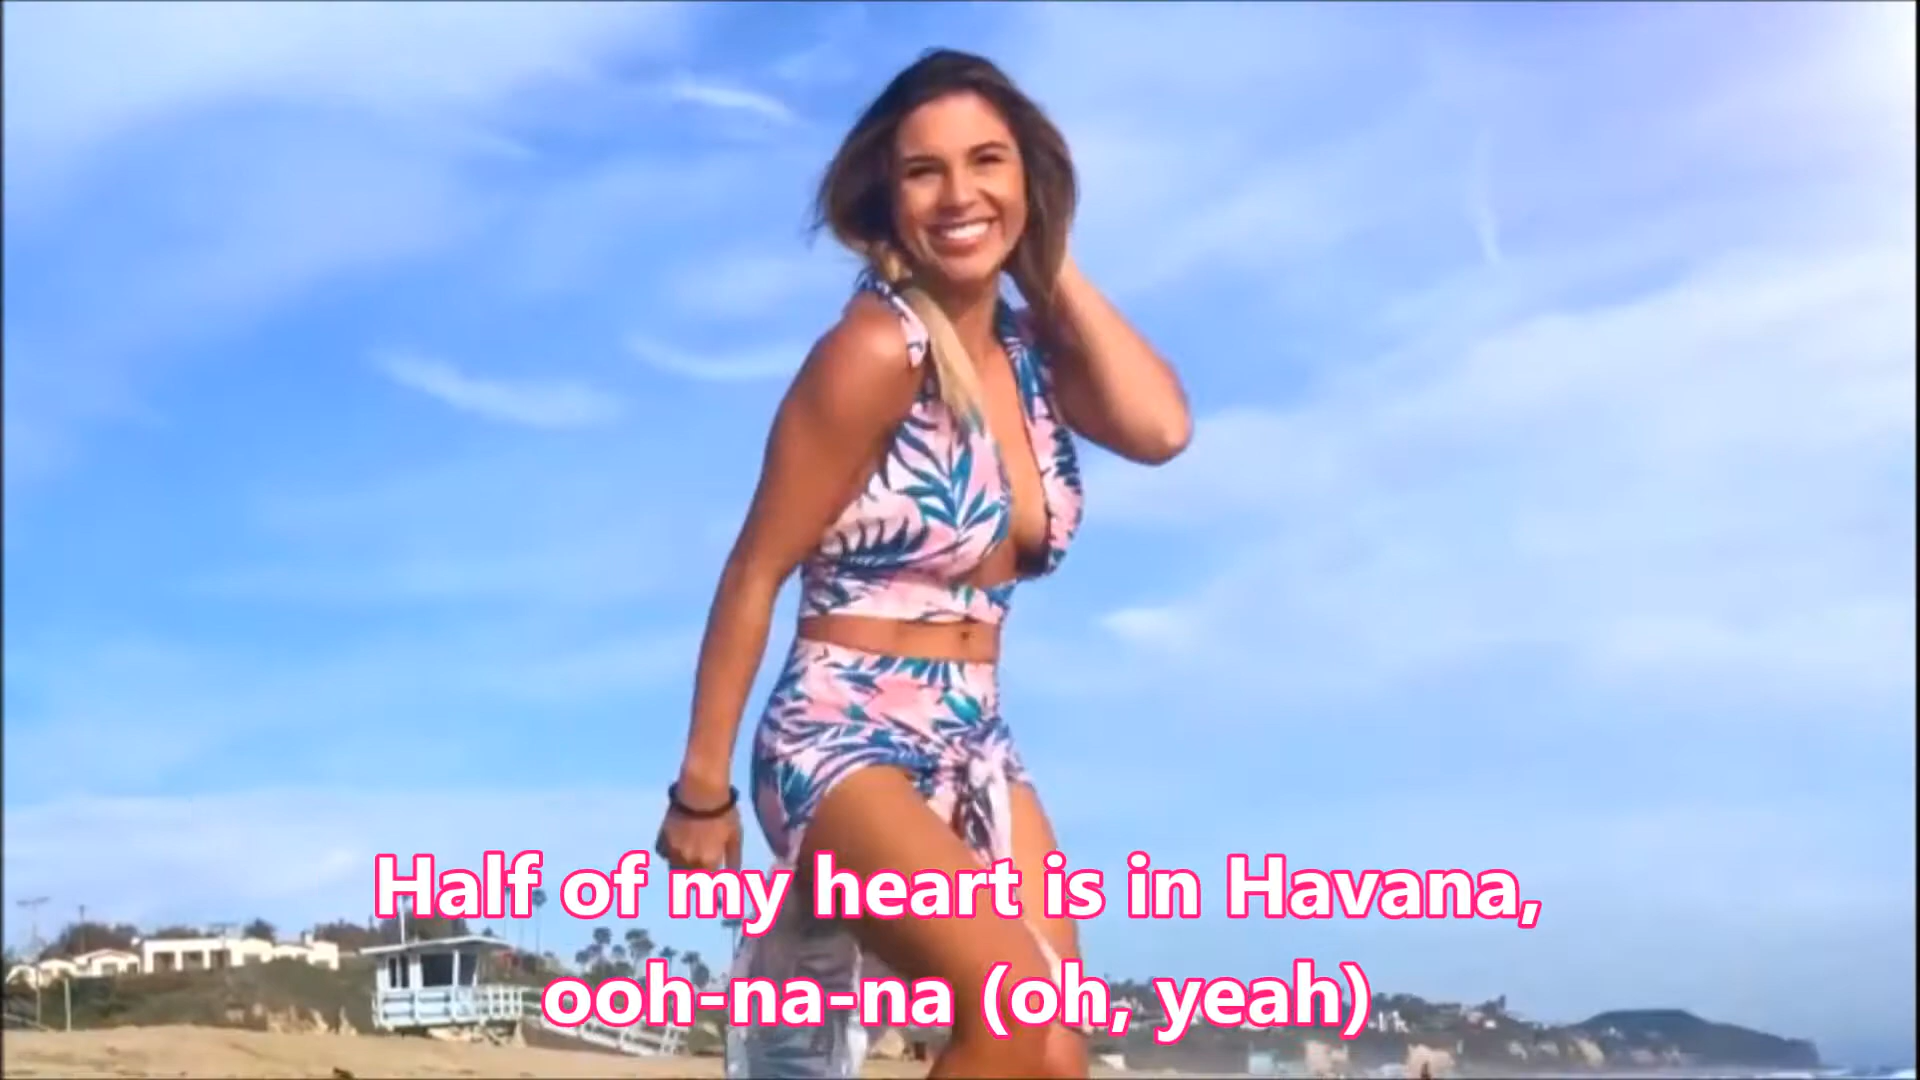 Half of my heart is in Havana,
ooh-na-na (oh, yeah)